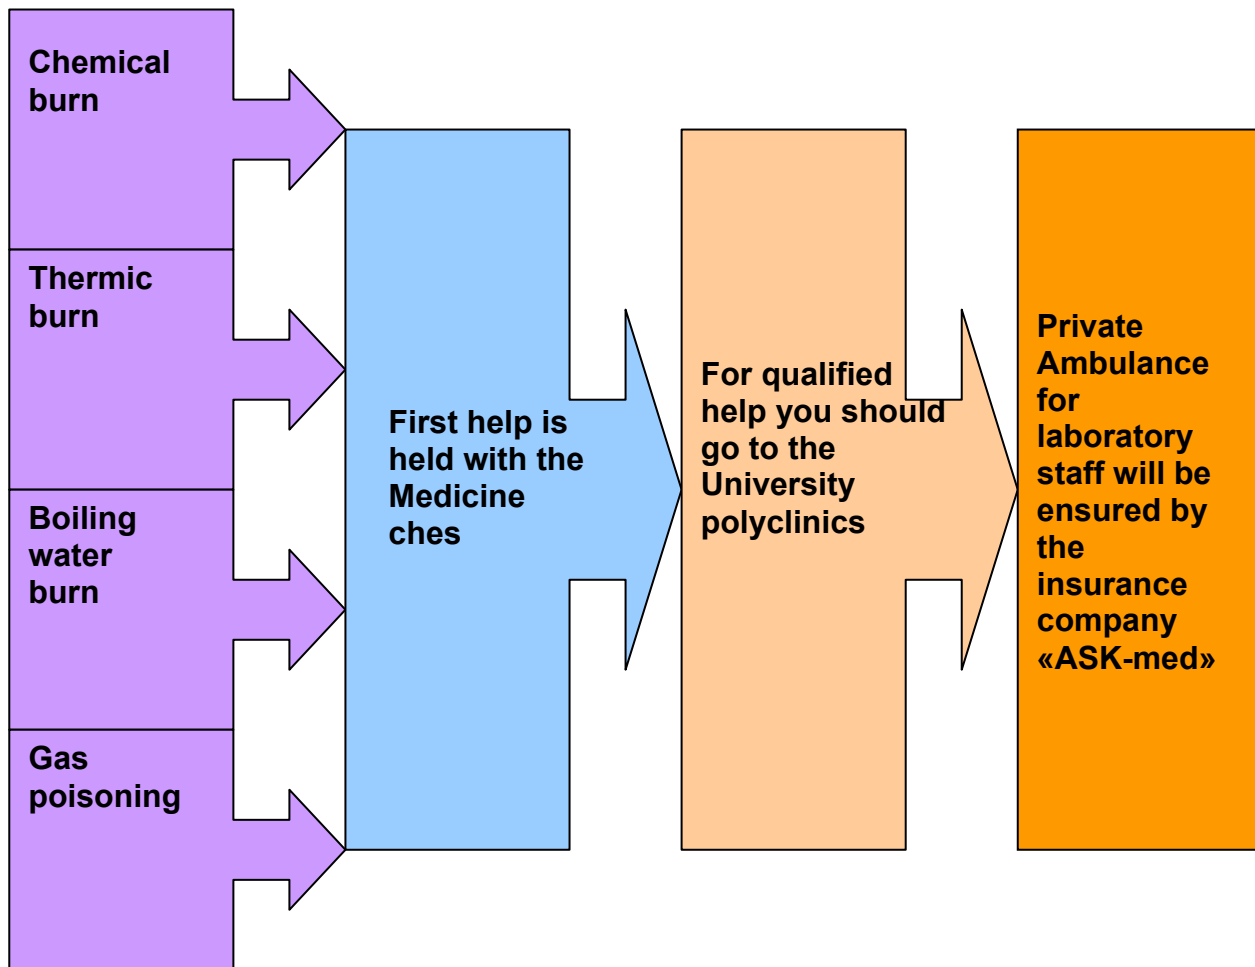 Chemical
burn
Thermic
burn
Boiling
water
burn
Gas
poisoning
First help is
held with the
Medicine
ches
For qualified
help you should
go to the
University
polyclinics
Private
Ambulance
for
laboratory
staff will be
ensured by
the
insurance
company
«ASK-med»